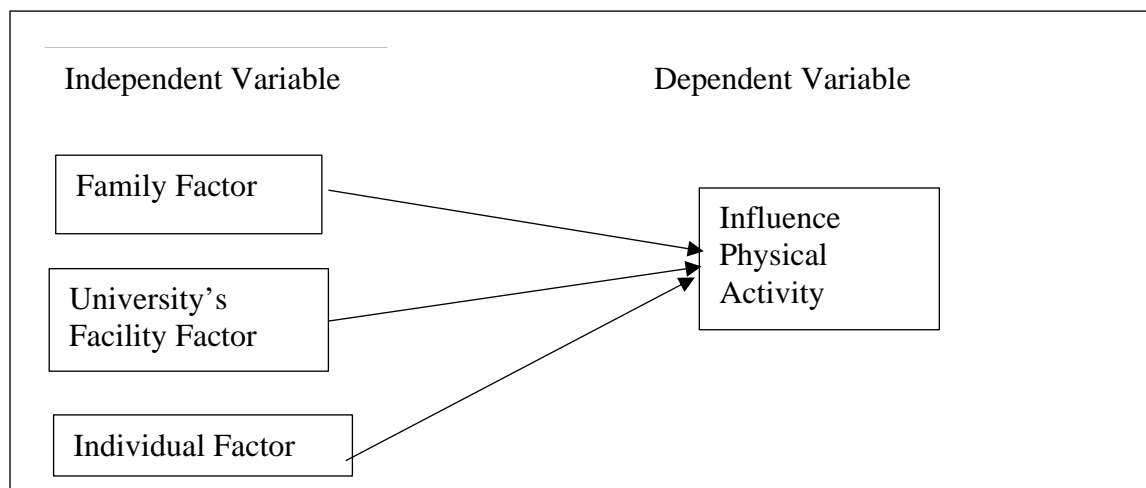 Independent Variable
Dependent Variable
Family Factor
University’s
Facility Factor
Individual Factor
Influence
Physical
Activity